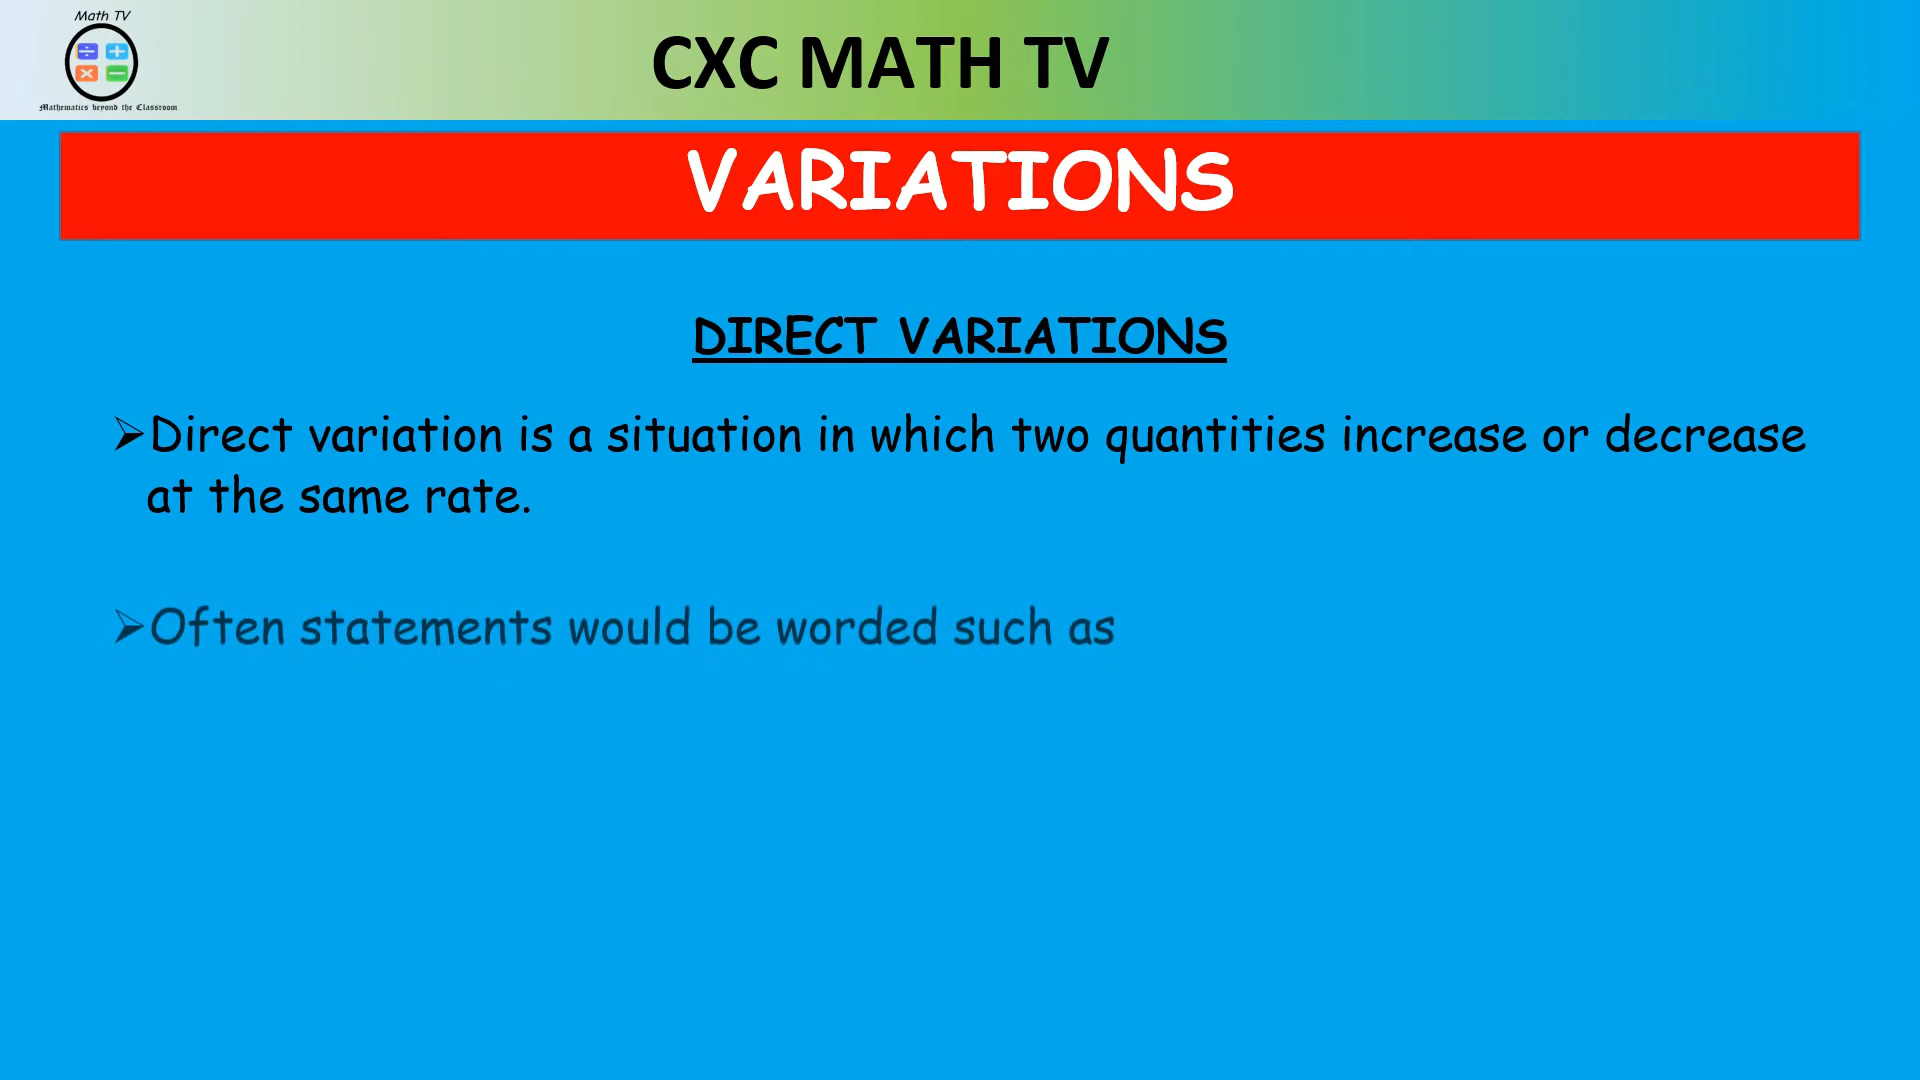 Math TV
Mathematics beyond the Classroom
CXC MATH TV
VARIATIONS
DIRECT VARIATIONS
➢Direct variation is a situation in which two quantities increase or decrease
at the same rate.
➢Often statements would be worded such as